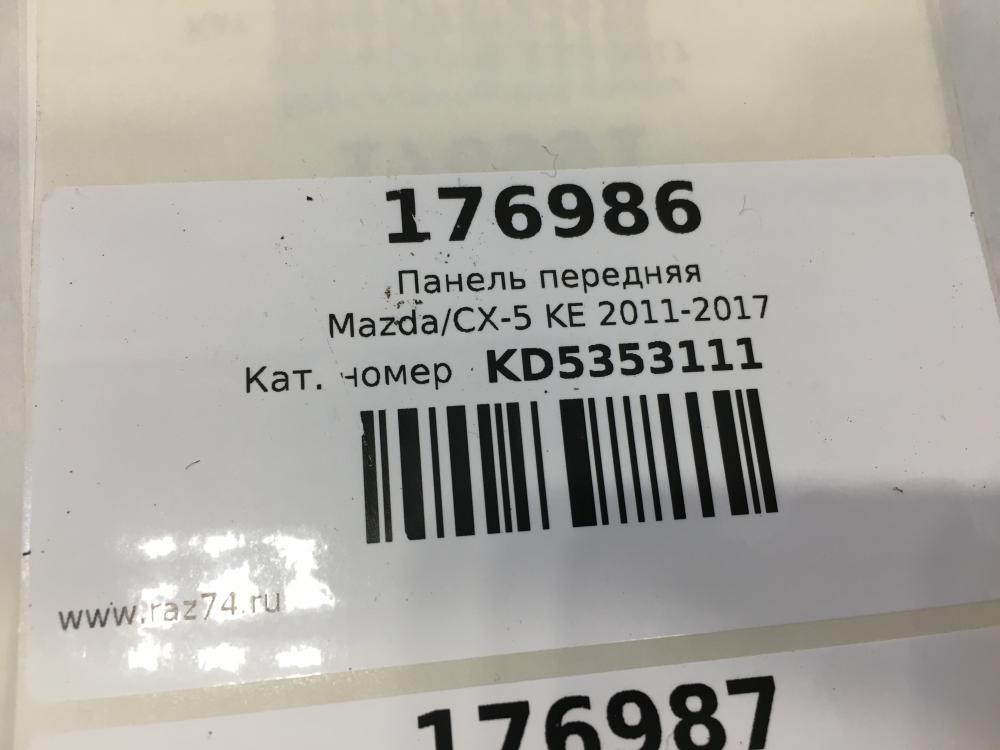 176986
Панель передняя
Mazda/CX-5 KE 2011-2017
Кат. номер KD5353111
www.raz74.ru
176987